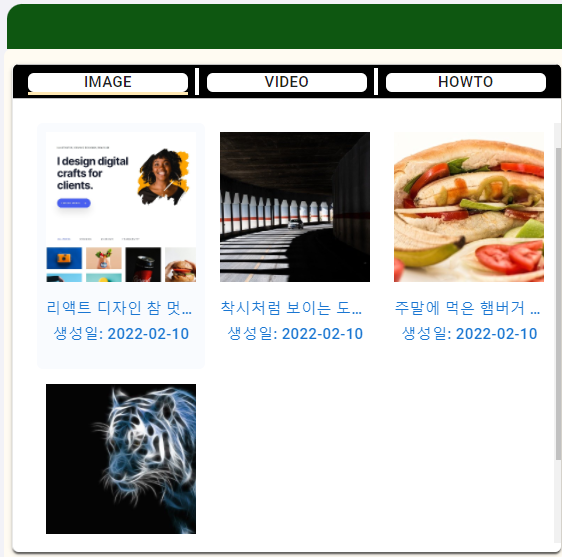 IMAGE
VIDEO
HOWTO
I design digital
crafts for
clients.
리액트 디자인 참 멋...
착시처럼 보이는 도...
주말에 먹은 햄버거 ...
생성일: 2022-02-10
생성일: 2022-02-10
생성일: 2022-02-10